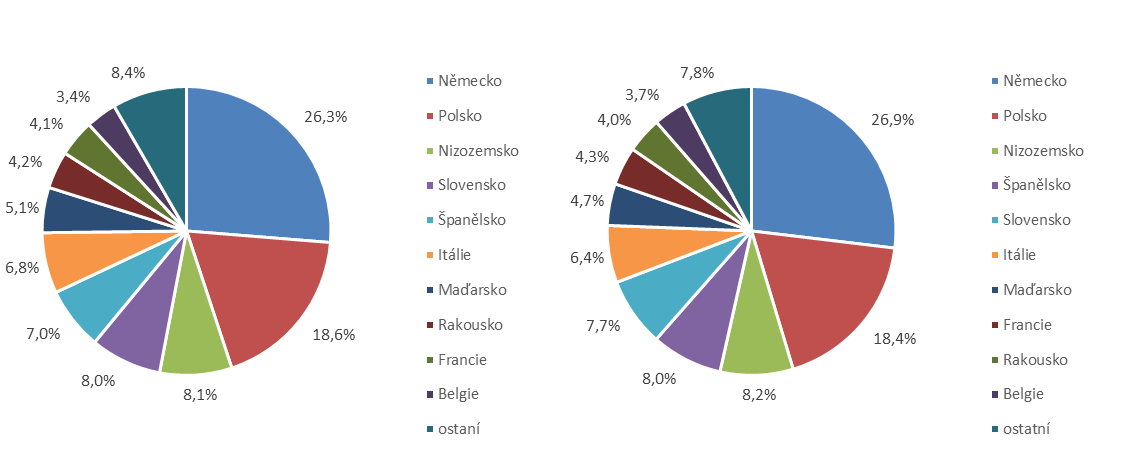 8,4%
3,4%
4,1%
4,2%
5,1%
6,8%
7,0%
8,0%
8,1%
18,6%
26,3%
Německo
Polsko
Nizozemsko
Slovensko
Španělsko
Itálie
Maďarsko
Rakousko
Francie
Belgie
ostaní
7,8%
3,7%
4,0%
4,3%
4,7%
6,4%
7,7%
8,0%
8,2%
18,4%
26,9%
Německo
Polsko
Nizozemsko
Španělsko
Slovensko
Itálie
Maďarsko
Francie
Rakousko
Belgie
ostatní